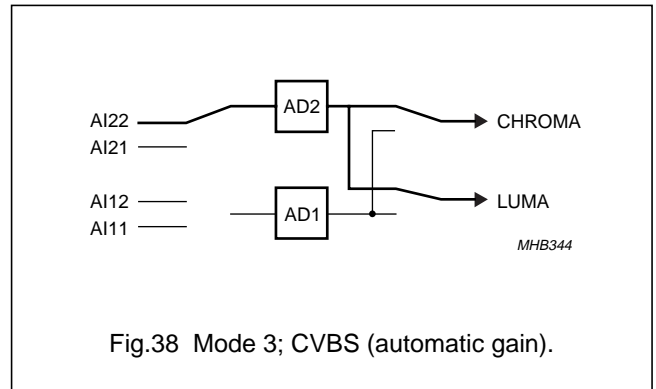 AI22
AD2
CHROMA
AI21
AI12
AD1
LUMA
AI11
MHB344
Fig.38 Mode 3; CVBS (automatic gain).